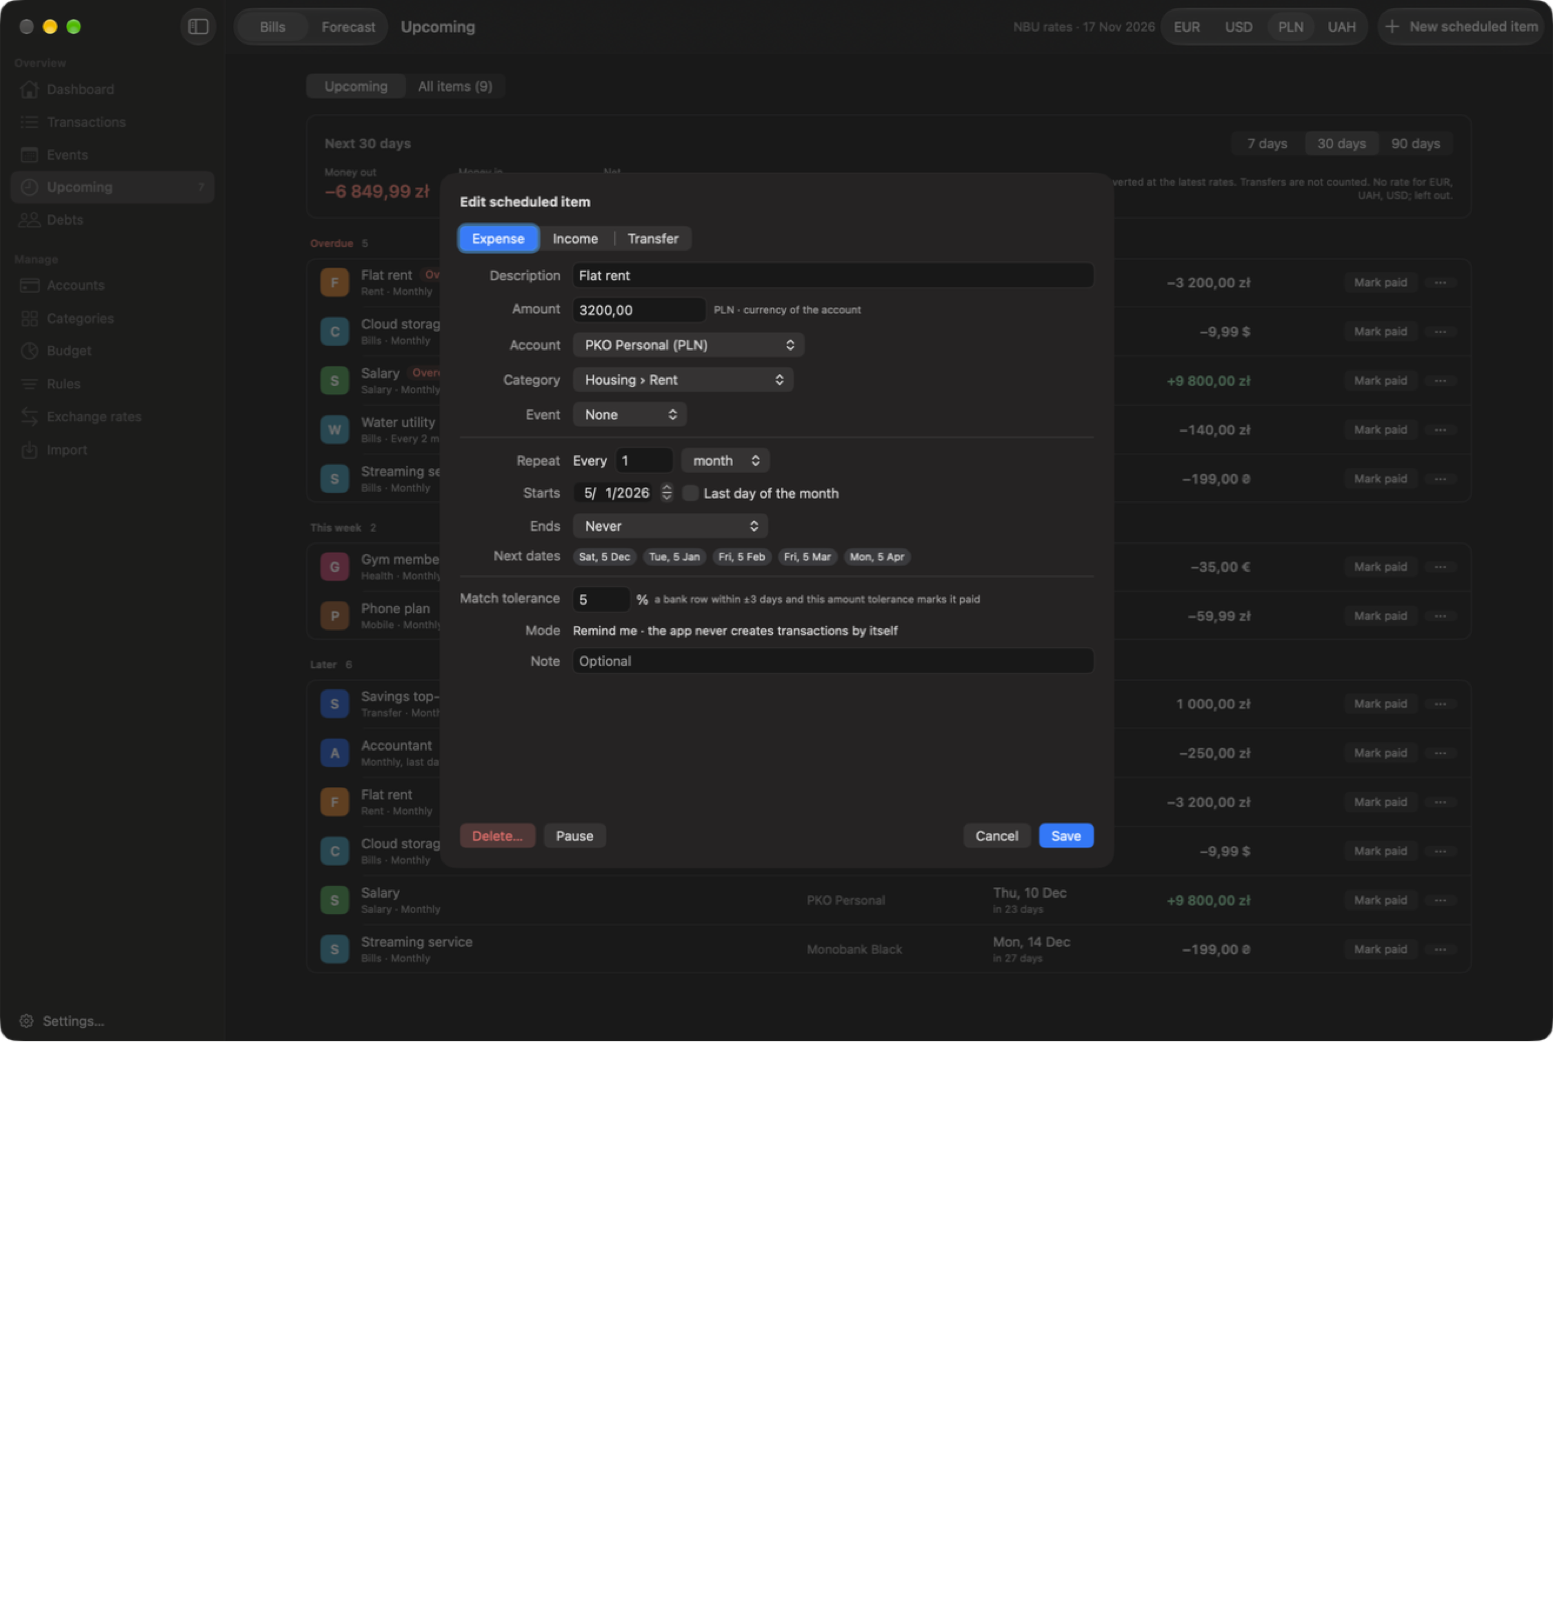 Bills
Forecast
Upcoming
NBU rates · 17 Nov 2026
EUR
USD
PLN
UAH
New scheduled item
Overview
Dashboard
Transactions
Events
Upcoming
7
Debts
Manage
Accounts
Categories
Budget
Rules
Exchange rates
Import
Settings...
Upcoming
All items (9)
Next 30 days
7 days
30 days
90 days
Money out
−6 849,99 zł
verted at the latest rates. Transfers are not counted. No rate for EUR,
UAH, USD; left out.
Overdue 5
F
Flat rent
Rent · Monthly
−3 200,00 zł
Mark paid
C
Cloud storag
Bills · Monthly
−9,99 $
Mark paid
S
Salary
Salary · Monthly
+9 800,00 zł
Mark paid
W
Water utility
Bills · Every 2 m
−140,00 zł
Mark paid
S
Streaming se
Bills · Monthly
−199,00 ₴
Mark paid
This week 2
G
Gym membe
Health · Monthly
−35,00 €
Mark paid
P
Phone plan
Mobile · Monthly
−59,99 zł
Mark paid
Later 6
S
Savings top-
Transfer · Month
1 000,00 zł
Mark paid
A
Accountant
Monthly, last da
−250,00 zł
Mark paid
F
Flat rent
Rent · Monthly
−3 200,00 zł
Mark paid
C
Cloud storag
Bills · Monthly
−9,99 $
Mark paid
S
Salary
Salary · Monthly
PKO Personal
Thu, 10 Dec
in 23 days
+9 800,00 zł
Mark paid
S
Streaming service
Bills · Monthly
Monobank Black
Mon, 14 Dec
in 27 days
−199,00 ₴
Mark paid
Edit scheduled item
Expense
Income
Transfer
Description
Flat rent
Amount
3200,00
PLN · currency of the account
Account
PKO Personal (PLN)
Category
Housing › Rent
Event
None
Repeat
Every
1
month
Starts
5/ 1/2026
Last day of the month
Ends
Never
Next dates
Sat, 5 Dec
Tue, 5 Jan
Fri, 5 Feb
Fri, 5 Mar
Mon, 5 Apr
Match tolerance
5
%
a bank row within ±3 days and this amount tolerance marks it paid
Mode
Remind me · the app never creates transactions by itself
Note
Optional
Delete...
Pause
Cancel
Save